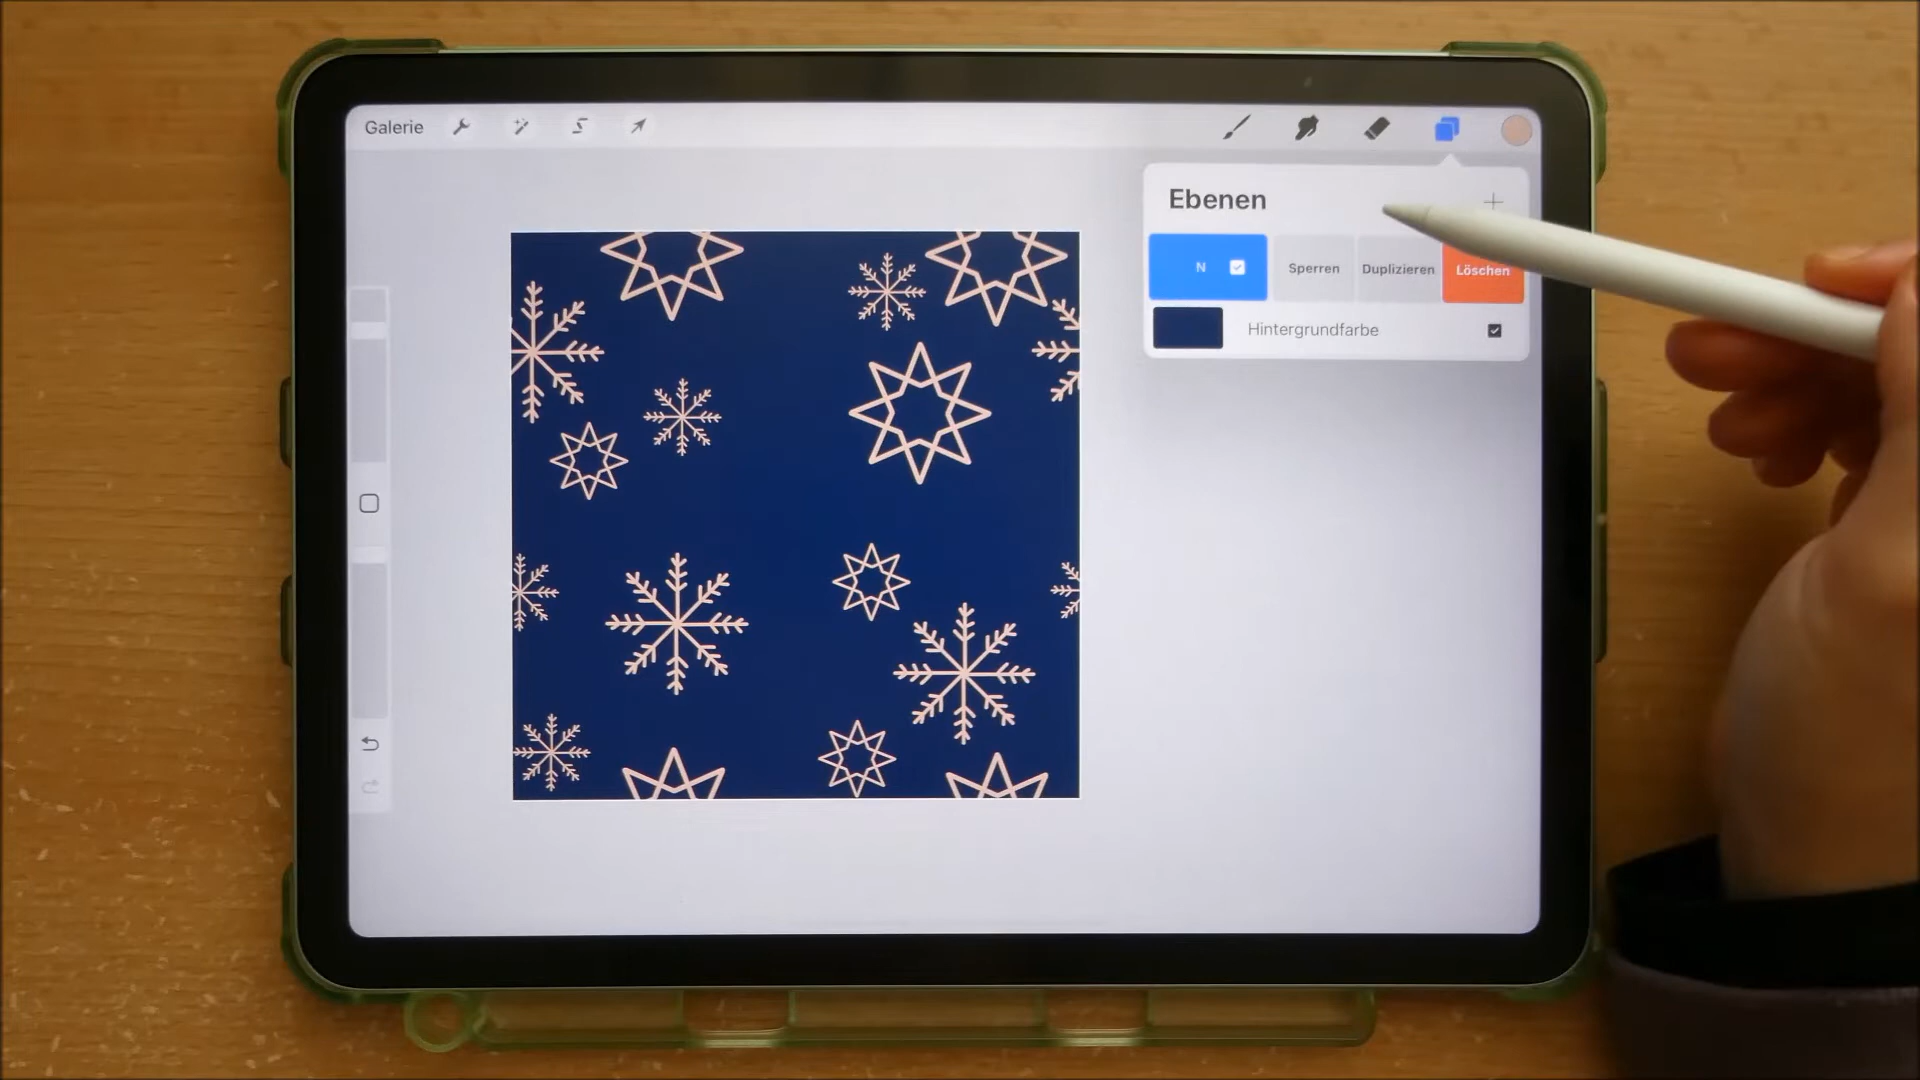 Galerie
Ebenen
N
Sperren
Duplizieren
Löschen
Hintergrundfarbe